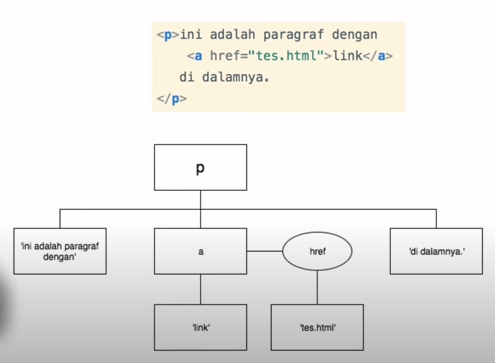 <p>ini adalah paragraf dengan
<a href="tes.html">link</a>
di dalamnya.
</p>
p
'ini adalah paragraf
dengan'
a
href
'di dalamnya.'
'link'
'tes.html'